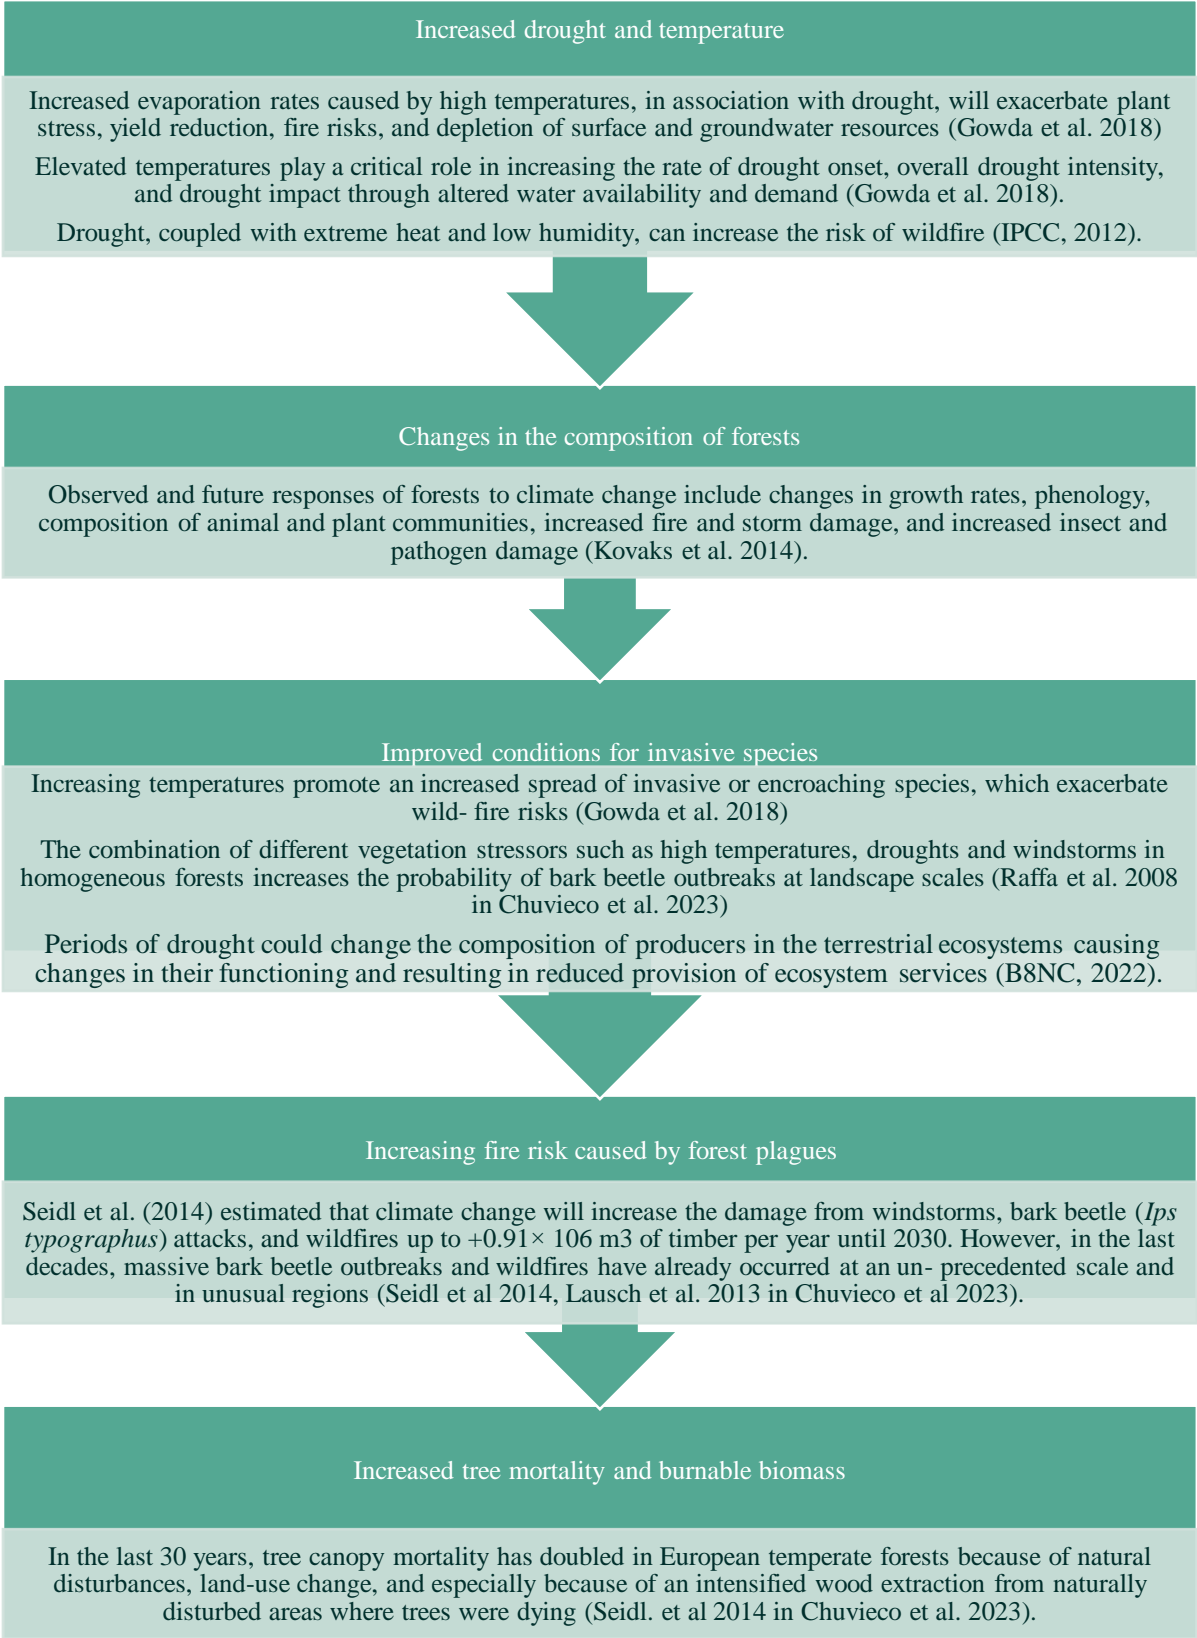 Increased drought and temperature
Increased evaporation rates caused by high temperatures, in association with drought, will exacerbate plant
stress, yield reduction, fire risks, and depletion of surface and groundwater resources (Gowda et al. 2018)
Elevated temperatures play a critical role in increasing the rate of drought onset, overall drought intensity,
and drought impact through altered water availability and demand (Gowda et al. 2018).
Drought, coupled with extreme heat and low humidity, can increase the risk of wildfire (IPCC, 2012).
Changes in the composition of forests
Observed and future responses of forests to climate change include changes in growth rates, phenology,
composition of animal and plant communities, increased fire and storm damage, and increased insect and
pathogen damage (Kovaks et al. 2014).
Improved conditions for invasive species
Increasing temperatures promote an increased spread of invasive or encroaching species, which exacerbate
wild- fire risks (Gowda et al. 2018)
The combination of different vegetation stressors such as high temperatures, droughts and windstorms in
homogeneous forests increases the probability of bark beetle outbreaks at landscape scales (Raffa et al. 2008
in Chuvieco et al. 2023)
Periods of drought could change the composition of producers in the terrestrial ecosystems causing
changes in their functioning and resulting in reduced provision of ecosystem services (B8NC, 2022).
Increasing fire risk caused by forest plagues
Seidl et al. (2014) estimated that climate change will increase the damage from windstorms, bark beetle (Ips
typographus) attacks, and wildfires up to +0.91× 106 m3 of timber per year until 2030. However, in the last
decades, massive bark beetle outbreaks and wildfires have already occurred at an un- precedented scale and
in unusual regions (Seidl et al 2014, Lausch et al. 2013 in Chuvieco et al 2023).
Increased tree mortality and burnable biomass
In the last 30 years, tree canopy mortality has doubled in European temperate forests because of natural
disturbances, land-use change, and especially because of an intensified wood extraction from naturally
disturbed areas where trees were dying (Seidl. et al 2014 in Chuvieco et al. 2023).